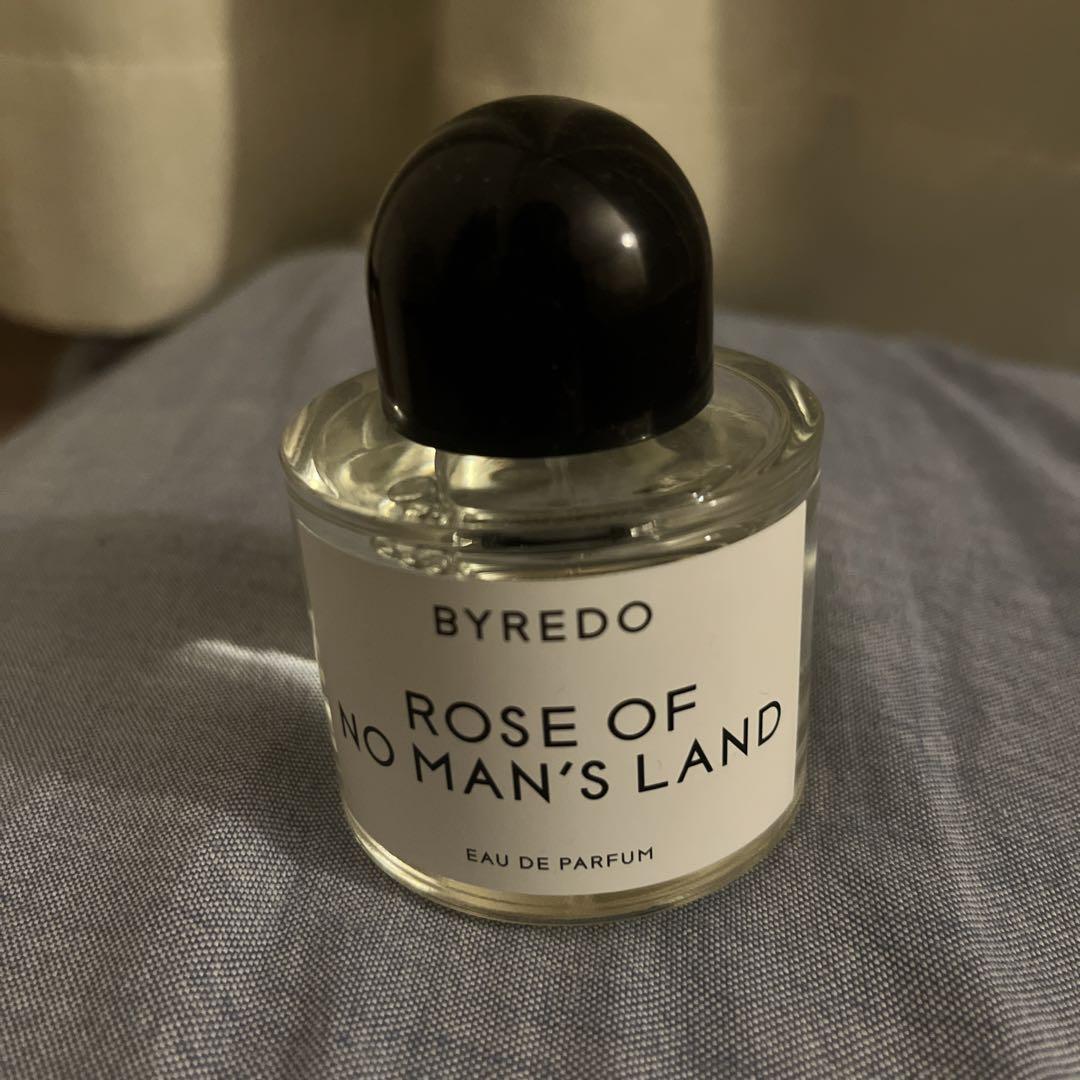 BYREDO
ROSE OF
NO MAN'S LAND
EAU DE PARFUM